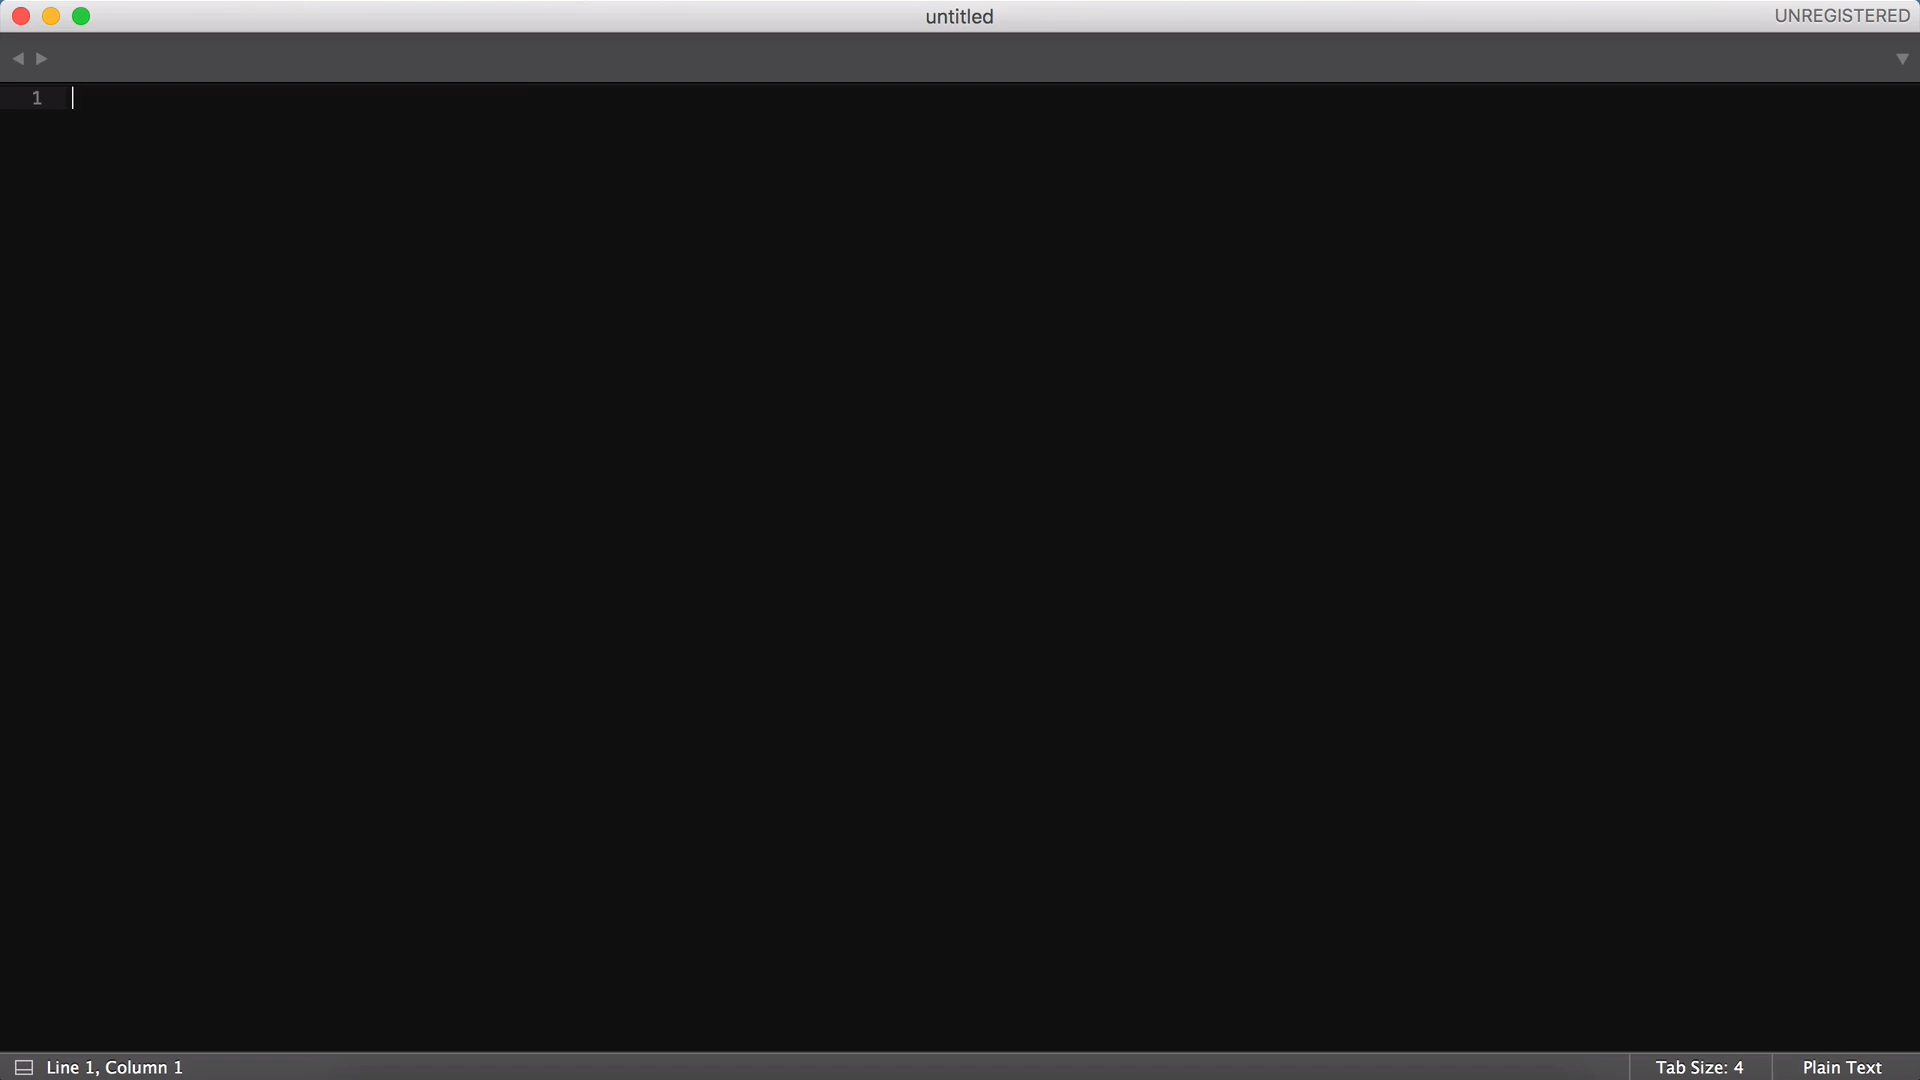 untitled
UNREGISTERED
1
Line 1, Column 1
Tab Size: 4
Plain Text